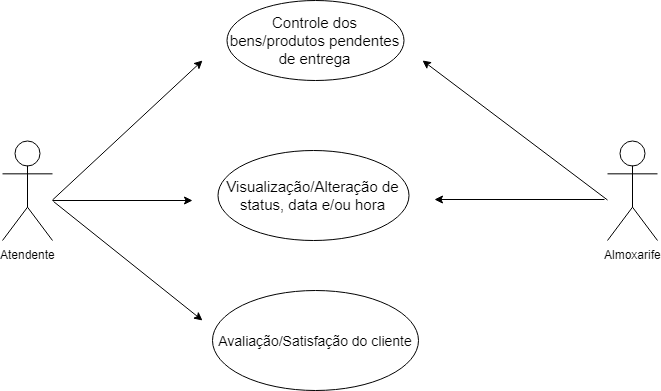 Controle dos
bens/produtos pendentes
de entrega
Visualização/Alteração de
status, data e/ou hora
Atendente
Almoxarife
Avaliação/Satisfação do cliente